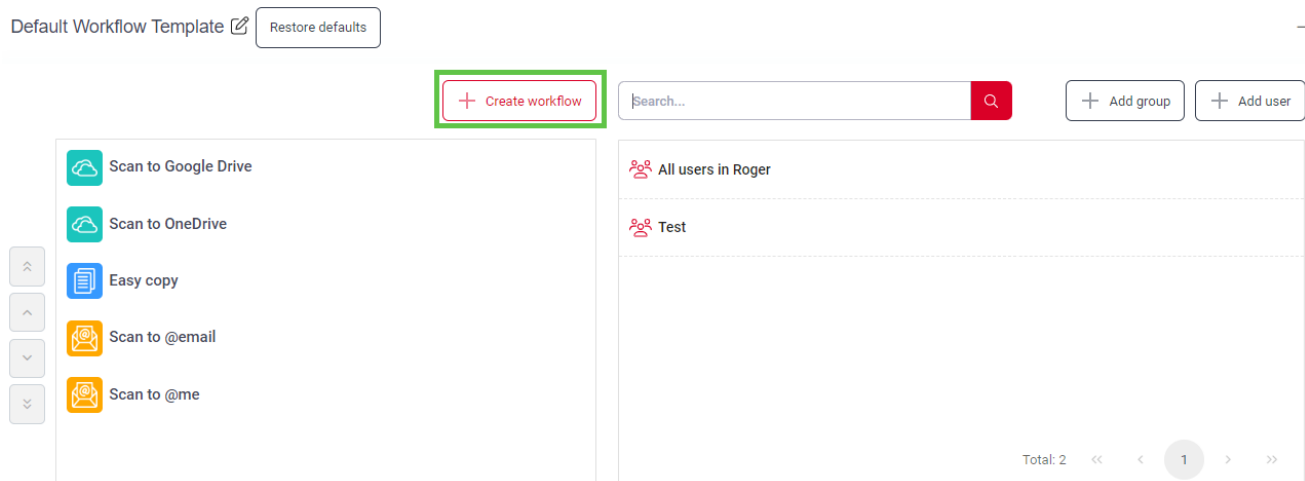 Default Workflow Template Restore defaults
Create workflow Search... Add group Add user
Scan to Google Drive
Scan to OneDrive
Easy copy
Scan to @email
Scan to @me
All users in Roger
Test
Total: 2 1